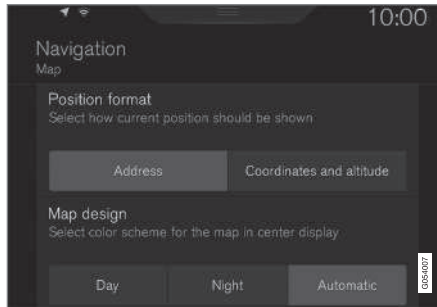 10:00
Navigation
Map
Position format
Select how current position should be shown
Address
Coordinates and altitude
Map design
Select color scheme for the map in center display
Day
Night
Automatic
G054007